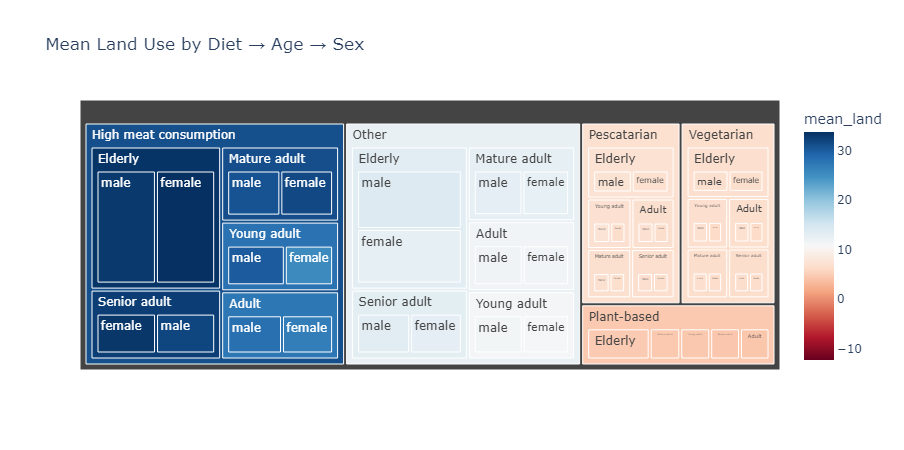 Mean Land Use by Diet → Age → Sex
High meat consumption
Elderly
male
female
Mature adult
male
female
Young adult
male
female
Senior adult
female
male
Adult
male
female
Other
Elderly
male
female
Mature adult
male
female
Adult
male
female
Senior adult
male
female
Young adult
male
female
Pescatarian
Elderly
male
female
Young adult
Adult
Mature adult
Senior adult
Vegetarian
Elderly
male
female
Young adult
Adult
Mature adult
Senior adult
Plant-based
Elderly
Adult
mean_land
30
20
10
0
−10